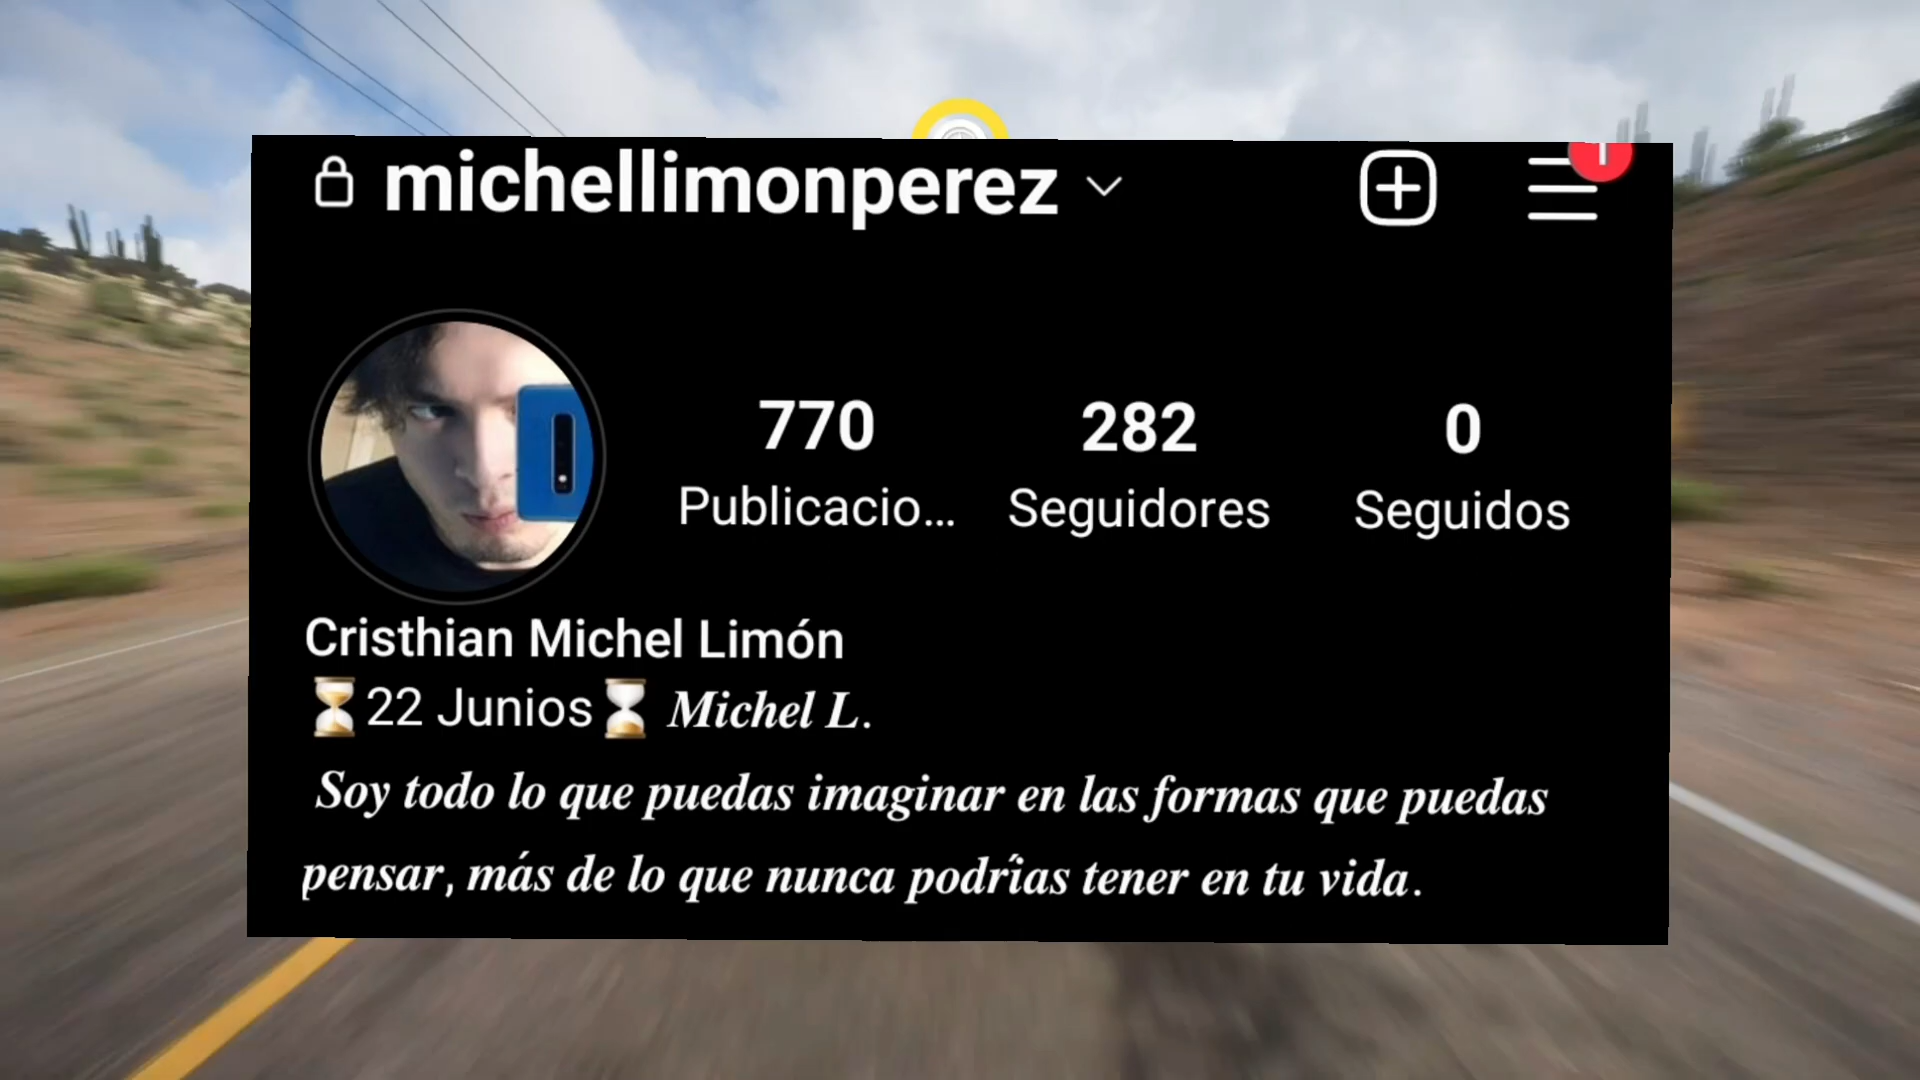 michellimonperez
770 282 0
Publicacio... Seguidores Seguidos
Cristhian Michel Limón
⏳22 Junios⌛ Michel L.
Soy todo lo que puedas imaginar en las formas que puedas
pensar, más de lo que nunca podrías tener en tu vida.